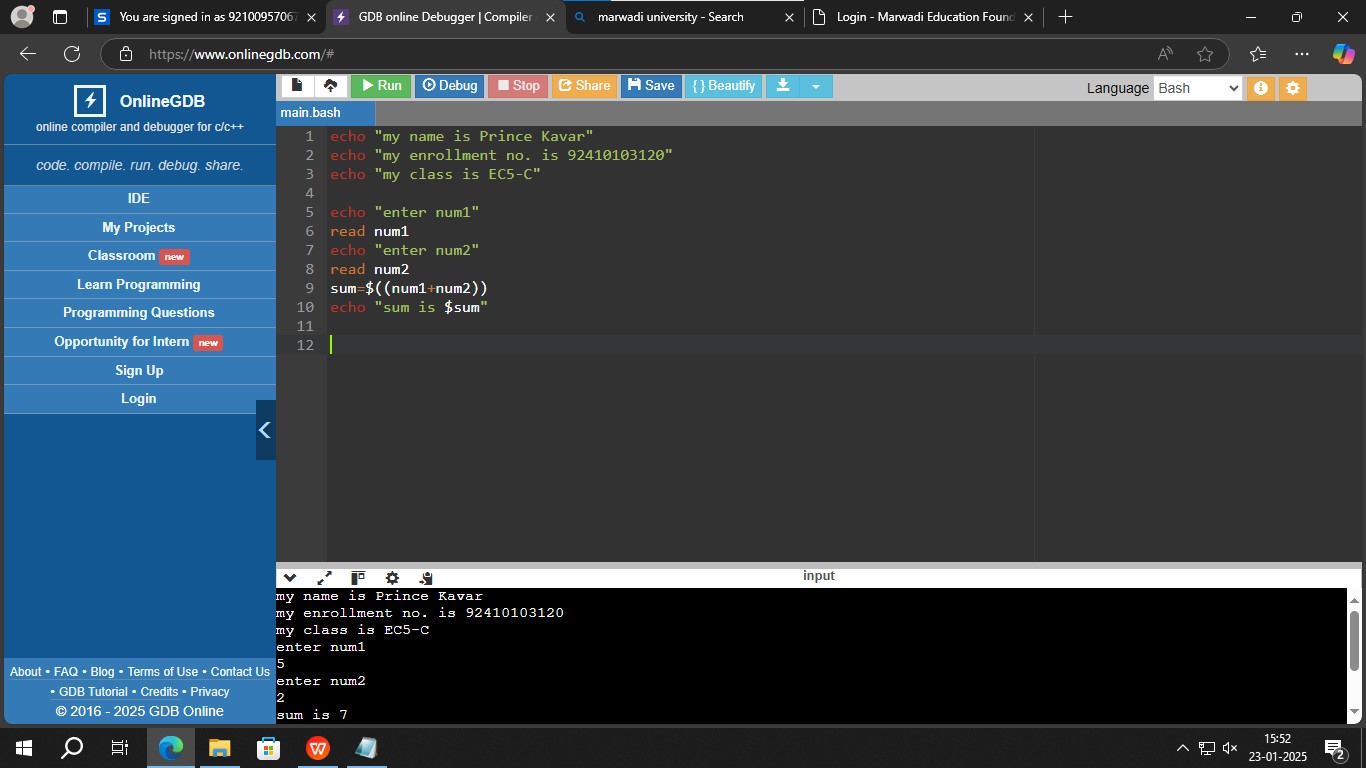 You are signed in as 92100957067
GDB online Debugger | Compiler
marwadi university - Search
Login - Marwadi Education Found
https://www.onlinegdb.com/#
OnlineGDB
online compiler and debugger for c/c++
code. compile. run. debug. share.
IDE
My Projects
Classroom new
Learn Programming
Programming Questions
Opportunity for Intern new
Sign Up
Login
About • FAQ • Blog • Terms of Use • Contact Us
• GDB Tutorial • Credits • Privacy
© 2016 - 2025 GDB Online
Run Debug Stop Share Save { } Beautify
Language Bash
main.bash
1 echo "my name is Prince Kavar"
2 echo "my enrollment no. is 92410103120"
3 echo "my class is EC5-C"
4
5 echo "enter num1"
6 read num1
7 echo "enter num2"
8 read num2
9 sum=$((num1+num2))
10 echo "sum is $sum"
11
12
input
my name is Prince Kavar
my enrollment no. is 92410103120
my class is EC5-C
enter num1
5
enter num2
2
sum is 7
15:52
23-01-2025
2